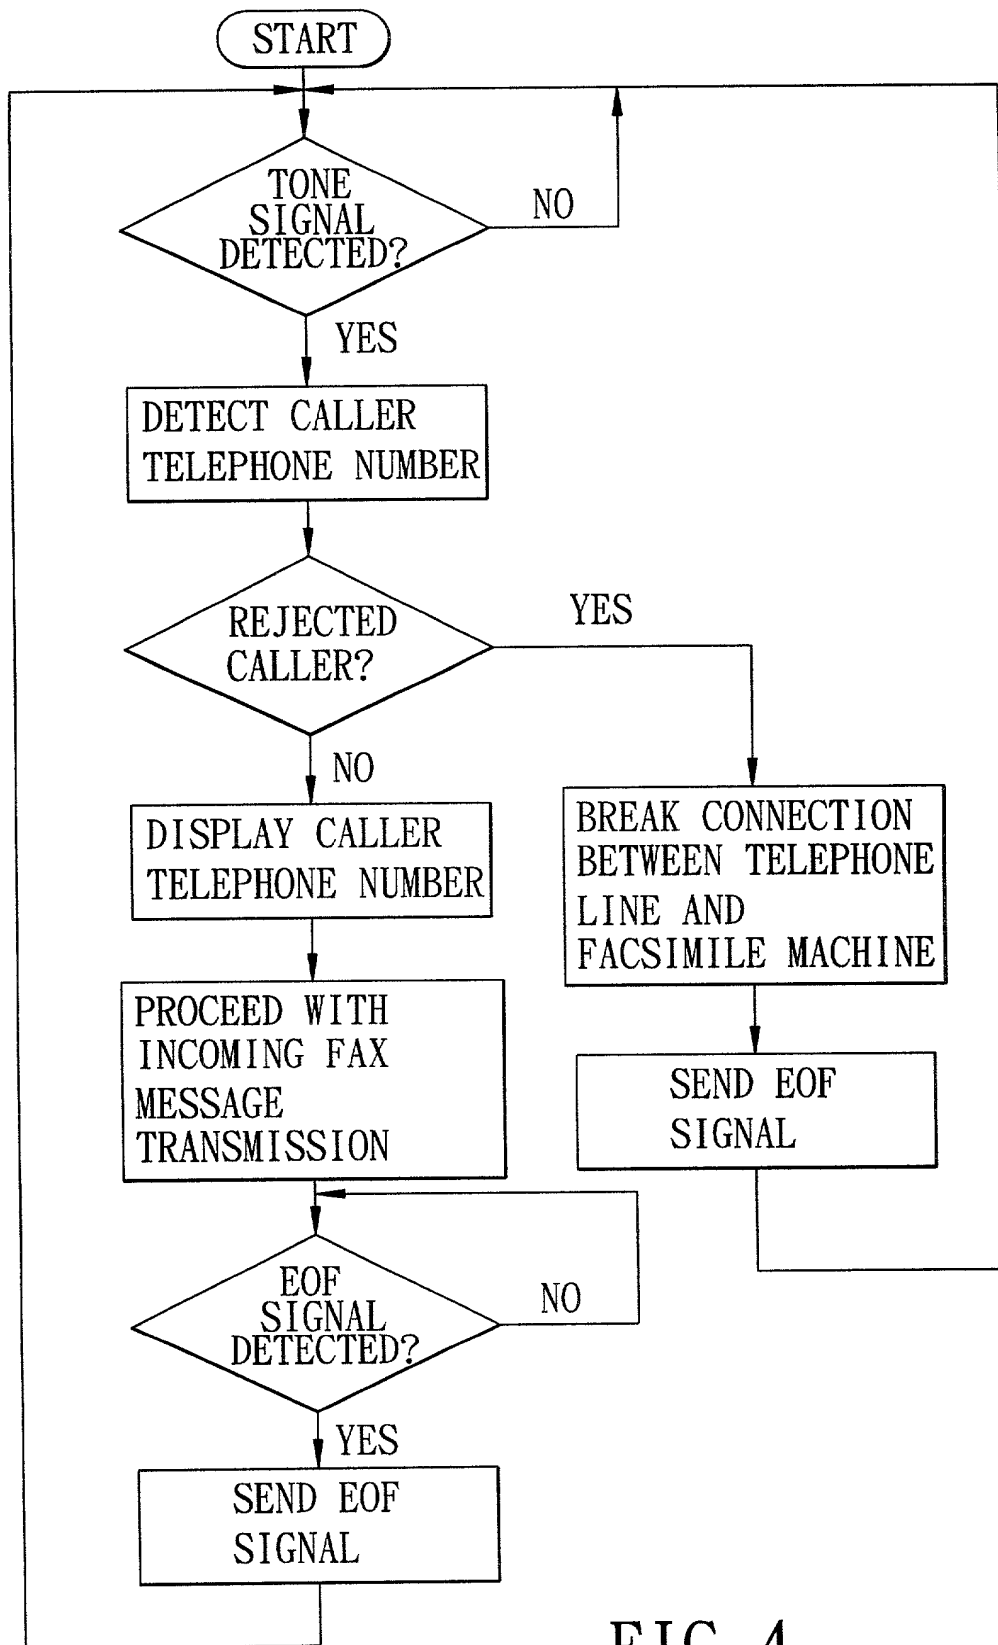 START
TONE
SIGNAL
DETECTED?
NO
YES
DETECT CALLER
TELEPHONE NUMBER
REJECTED
CALLER?
YES
NO
DISPLAY CALLER
TELEPHONE NUMBER
BREAK CONNECTION
BETWEEN TELEPHONE
LINE AND
FACSIMILE MACHINE
PROCEED WITH
INCOMING FAX
MESSAGE
TRANSMISSION
SEND EOF
SIGNAL
EOF
SIGNAL
DETECTED?
NO
YES
SEND EOF
SIGNAL
FIG 4